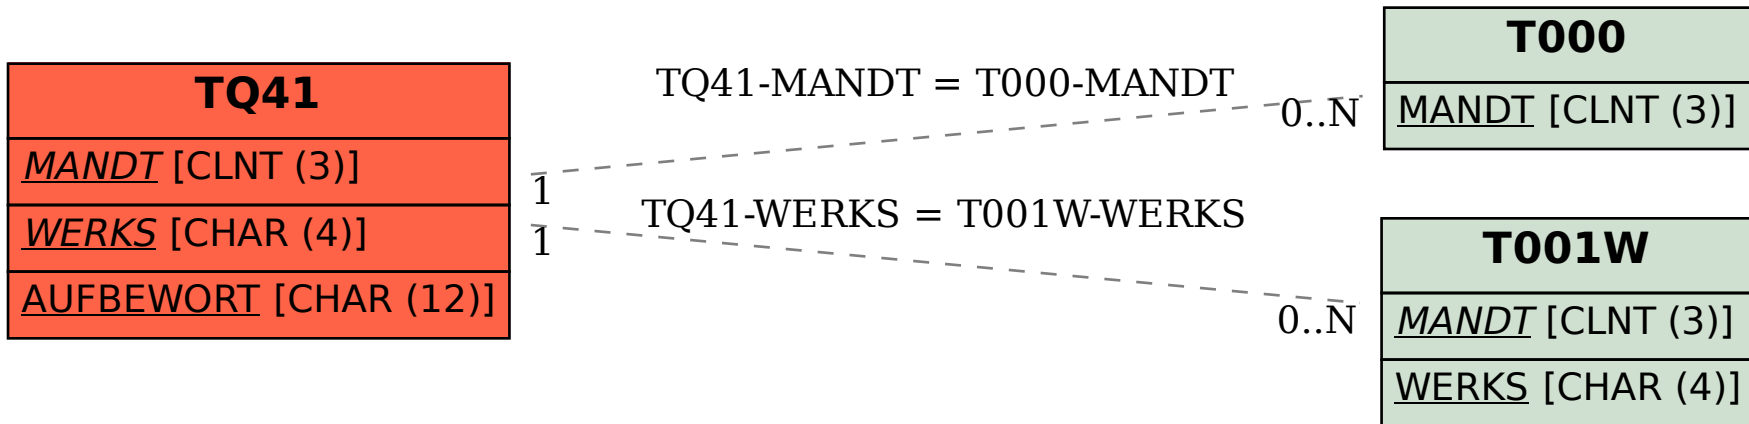 TQ41
MANDT [CLNT (3)]
WERKS [CHAR (4)]
AUFBEWORT [CHAR (12)]
TQ41-MANDT = T000-MANDT
1
0..N
TQ41-WERKS = T001W-WERKS
1
0..N
T000
MANDT [CLNT (3)]
T001W
MANDT [CLNT (3)]
WERKS [CHAR (4)]